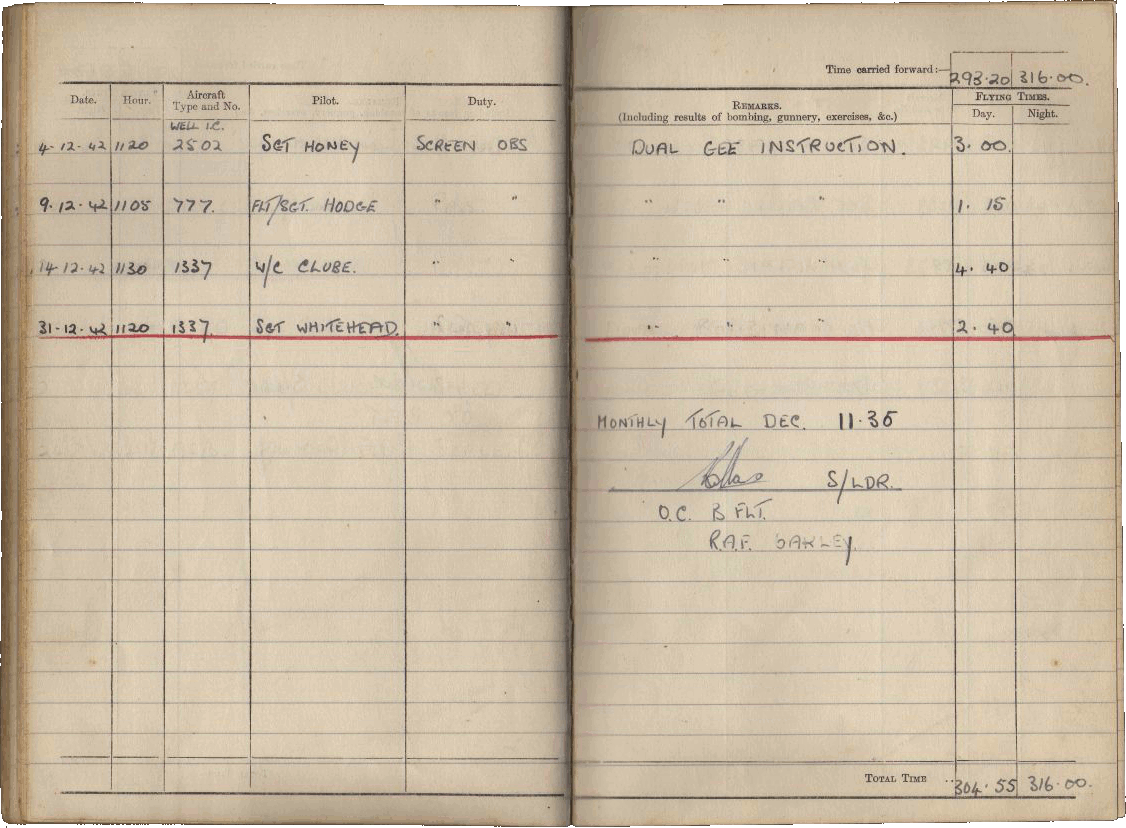 Time carried forward:— 293.20 316.00.
Date. Hour. Aircraft Type and No. Pilot. Duty. REMARKS. (Including results of bombing, gunnery, exercises, &c.) FLYING TIMES. Day. Night.
WELL I.C.
4.12.42 1120 2502 SGT HONEY SCREEN OBS DUAL GEE INSTRUCTION. 3.00.
9.12.42 1105 777. FLT/SGT. HODGE " " " " " 1.15
14.12.42 1130 1337 W/C CLUBE. " " " " " 4.40
31.12.42 1120 1337. SGT WHITEHEAD. " " " " " 2.40
MONTHLY TOTAL DEC. 11.35
S/LDR.
O.C. B FLT.
R.A.F. OAKLEY.
TOTAL TIME .. 304.55 316.00.